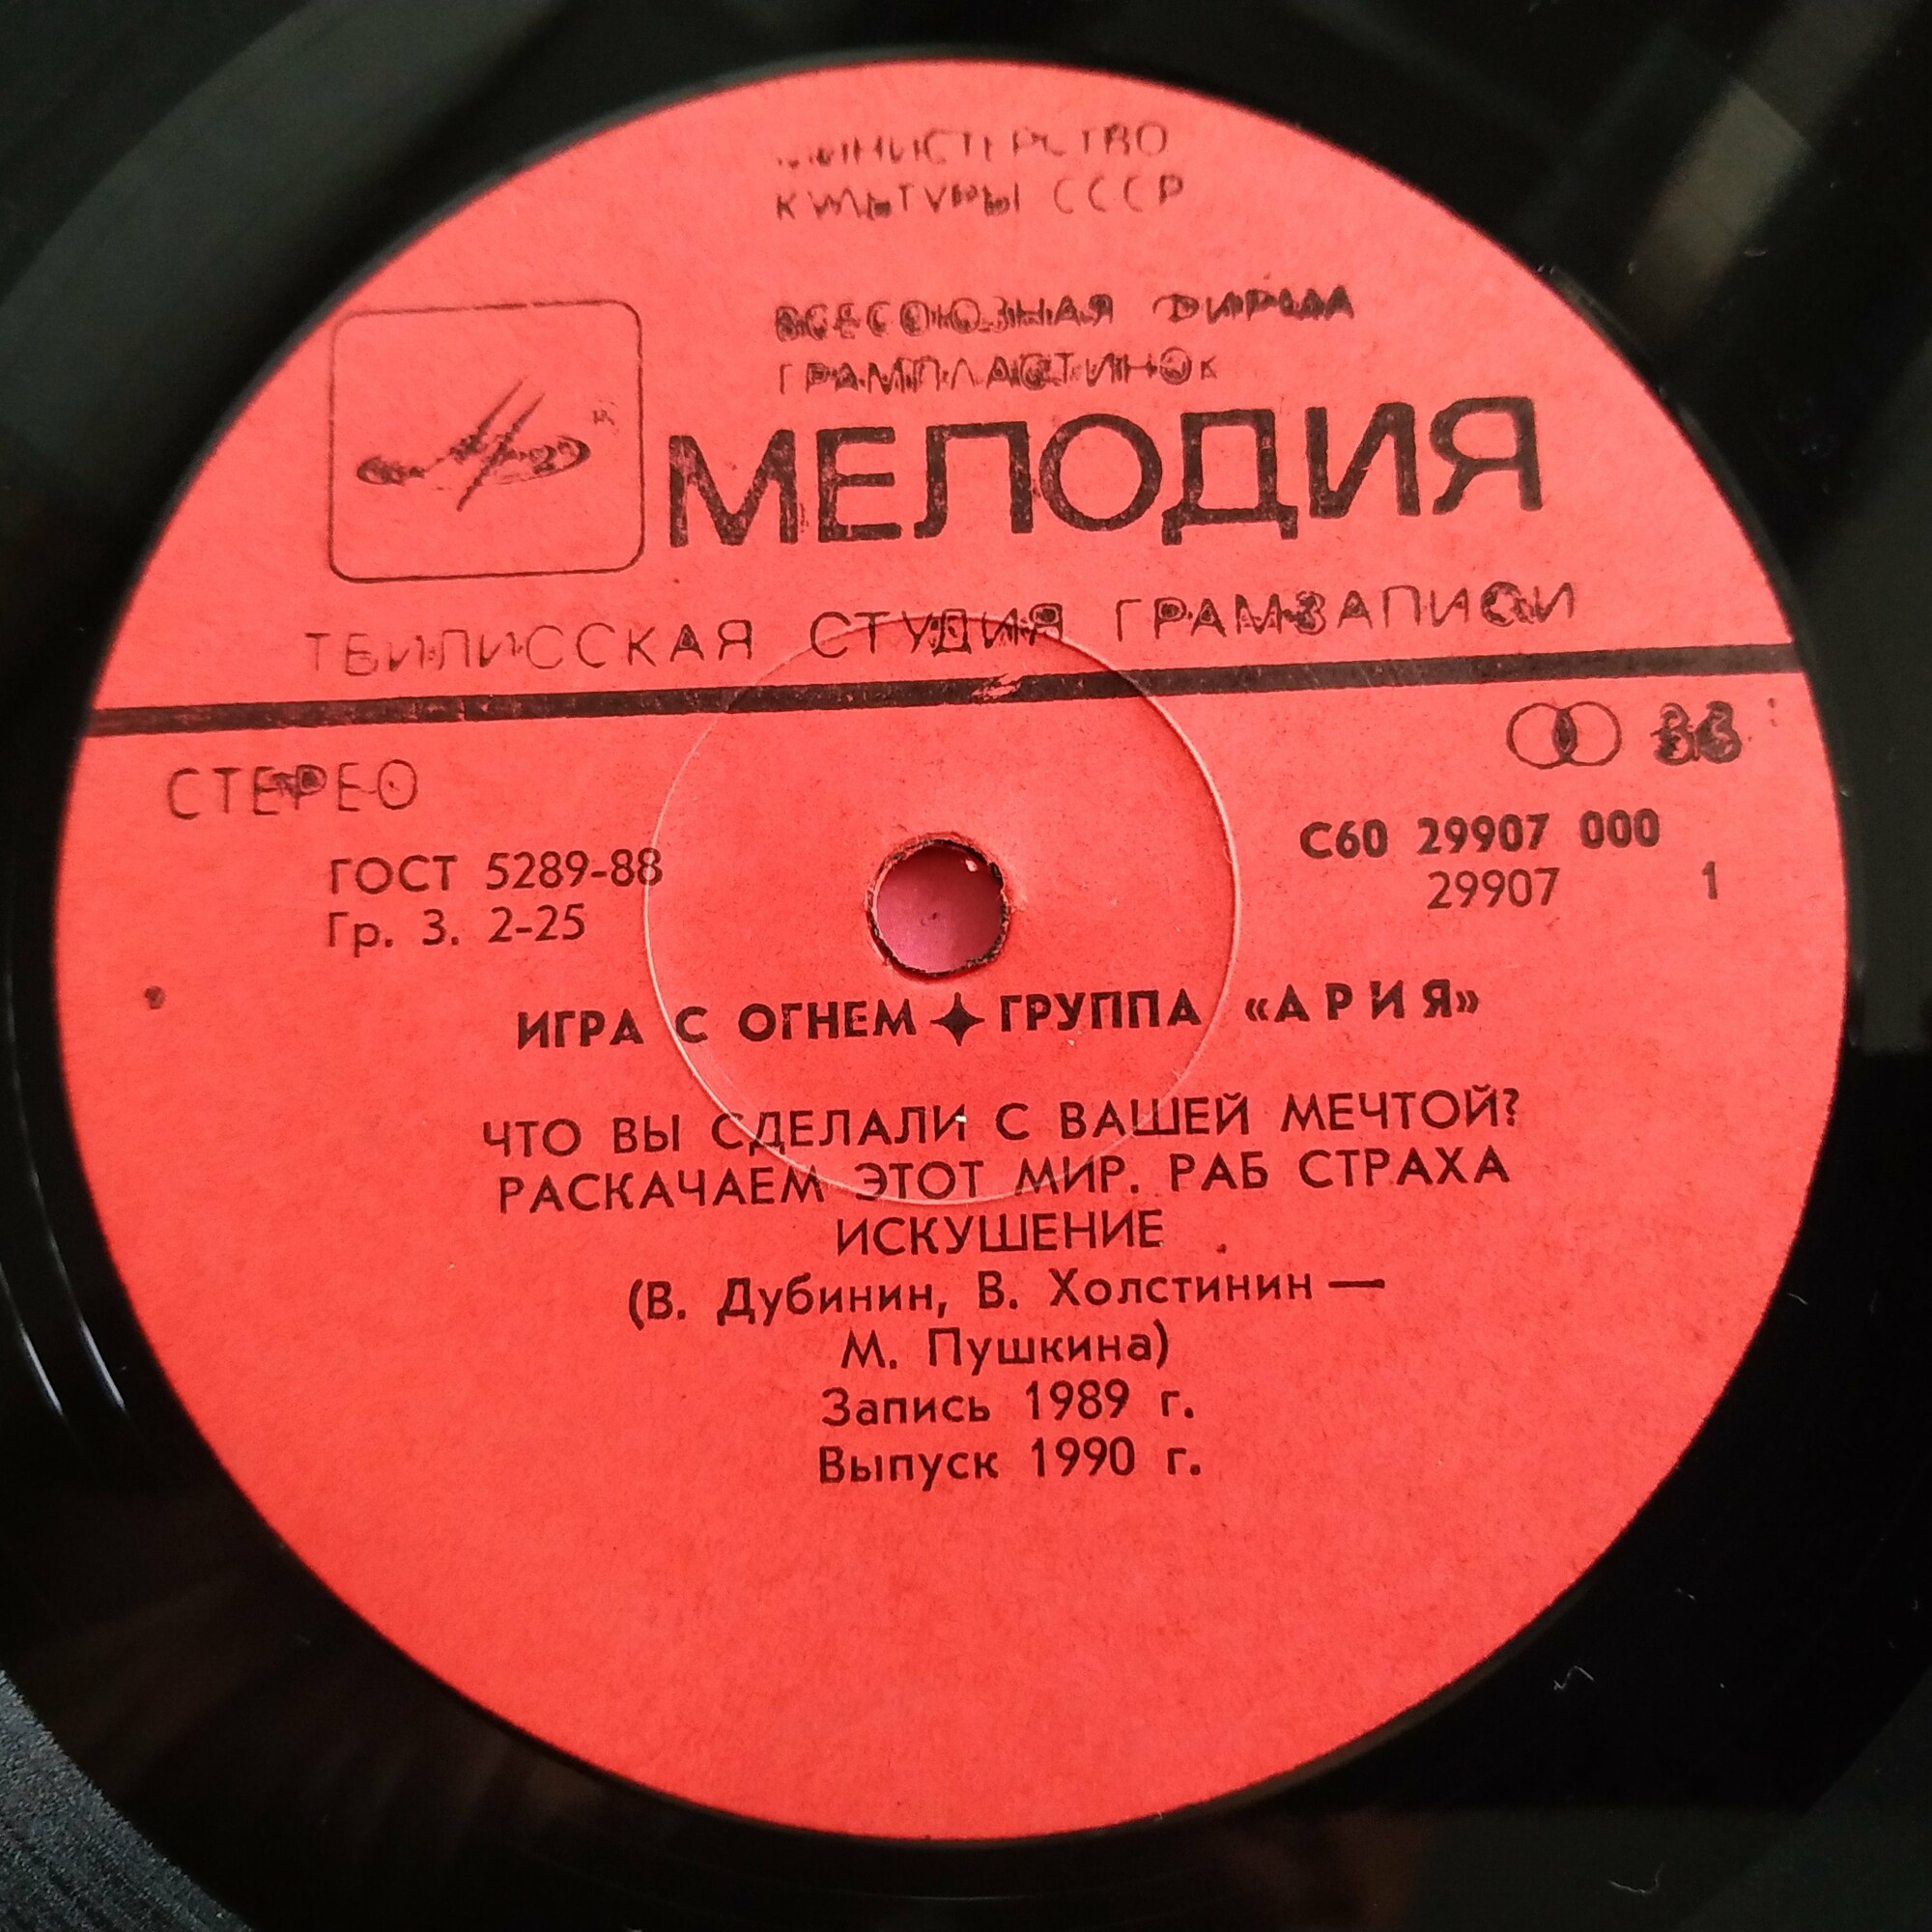 МИНИСТЕРСТВО
КУЛЬТУРЫ СССР
ВСЕСОЮЗНАЯ ФИРМА
ГРАМПЛАСТИНОК
МЕЛОДИЯ
ТБИЛИССКАЯ СТУДИЯ ГРАМЗАПИСИ
СТЕРЕО
33
ГОСТ 5289-88
Гр. 3. 2-25
С60 29907 000
29907 1
ИГРА С ОГНЕМ ✦ ГРУППА «АРИЯ»
ЧТО ВЫ СДЕЛАЛИ С ВАШЕЙ МЕЧТОЙ?
РАСКАЧАЕМ ЭТОТ МИР. РАБ СТРАХА
ИСКУШЕНИЕ
(В. Дубинин, В. Холстинин —
М. Пушкина)
Запись 1989 г.
Выпуск 1990 г.